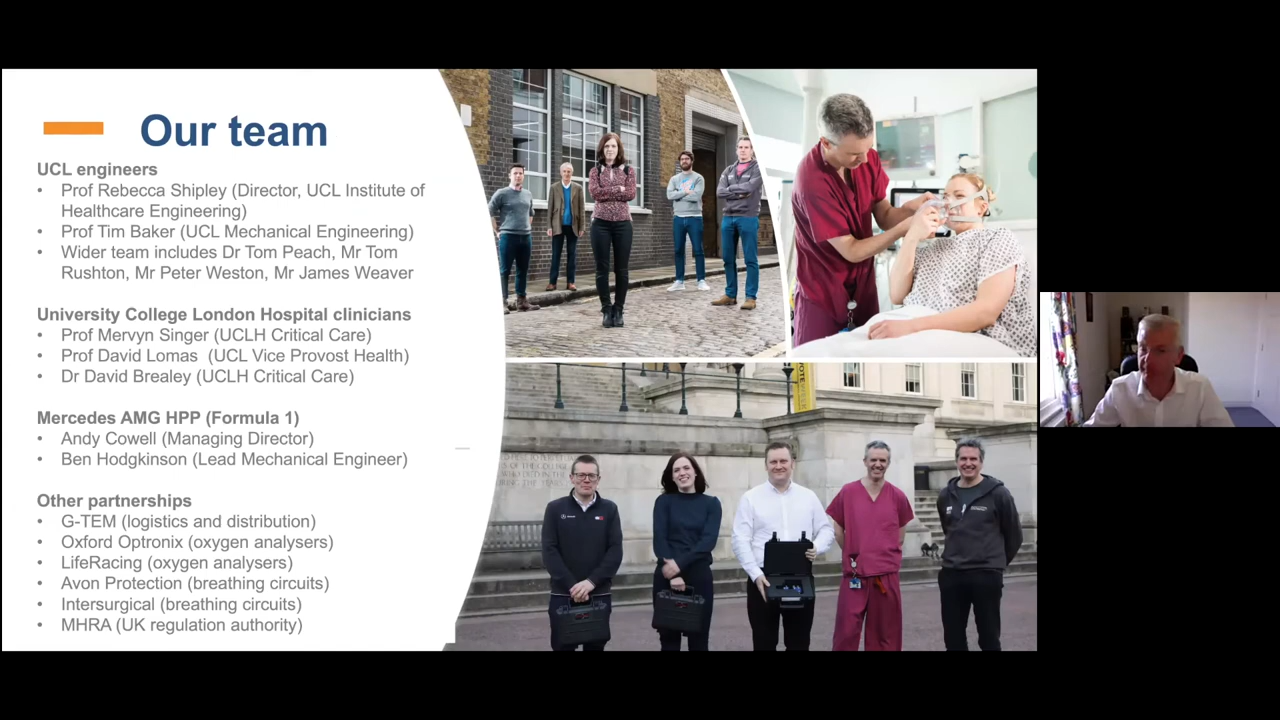 Our team
UCL engineers
• Prof Rebecca Shipley (Director, UCL Institute of
Healthcare Engineering)
• Prof Tim Baker (UCL Mechanical Engineering)
• Wider team includes Dr Tom Peach, Mr Tom
Rushton, Mr Peter Weston, Mr James Weaver
University College London Hospital clinicians
• Prof Mervyn Singer (UCLH Critical Care)
• Prof David Lomas (UCL Vice Provost Health)
• Dr David Brealey (UCLH Critical Care)
Mercedes AMG HPP (Formula 1)
• Andy Cowell (Managing Director)
• Ben Hodgkinson (Lead Mechanical Engineer)
Other partnerships
• G-TEM (logistics and distribution)
• Oxford Optronix (oxygen analysers)
• LifeRacing (oxygen analysers)
• Avon Protection (breathing circuits)
• Intersurgical (breathing circuits)
• MHRA (UK regulation authority)